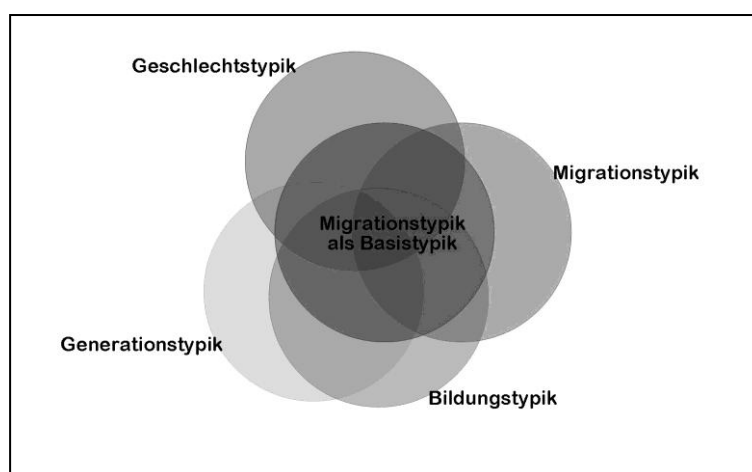 Geschlechtstypik
Migrationstypik
Migrationstypik
als Basistypik
Generationstypik
Bildungstypik